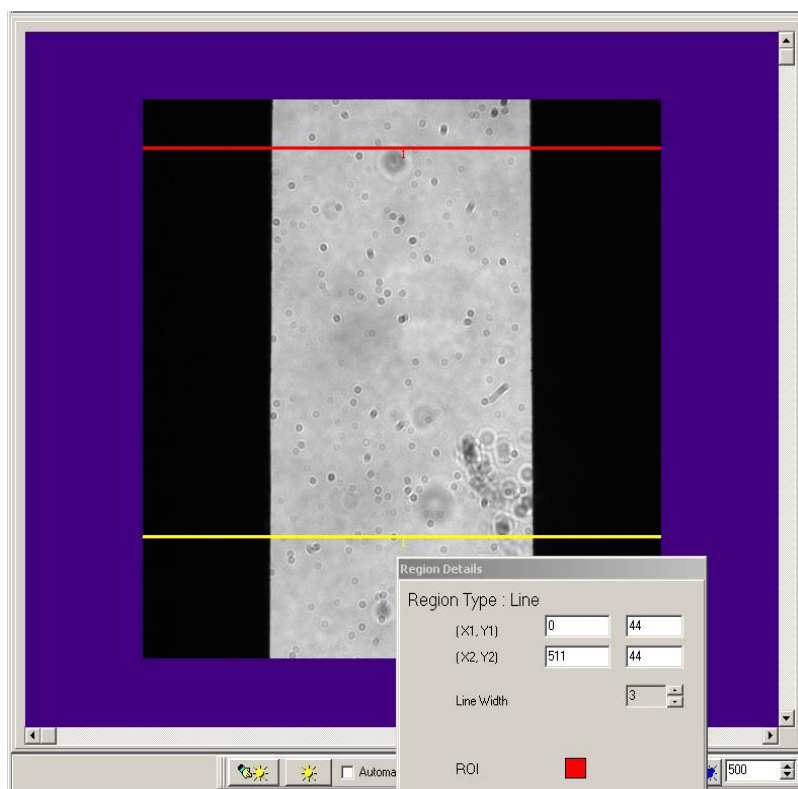 1
Region Details
Region Type : Line
(X1, Y1) 0 44
(X2, Y2) 511 44
Line Width 3
ROI
Automa 500